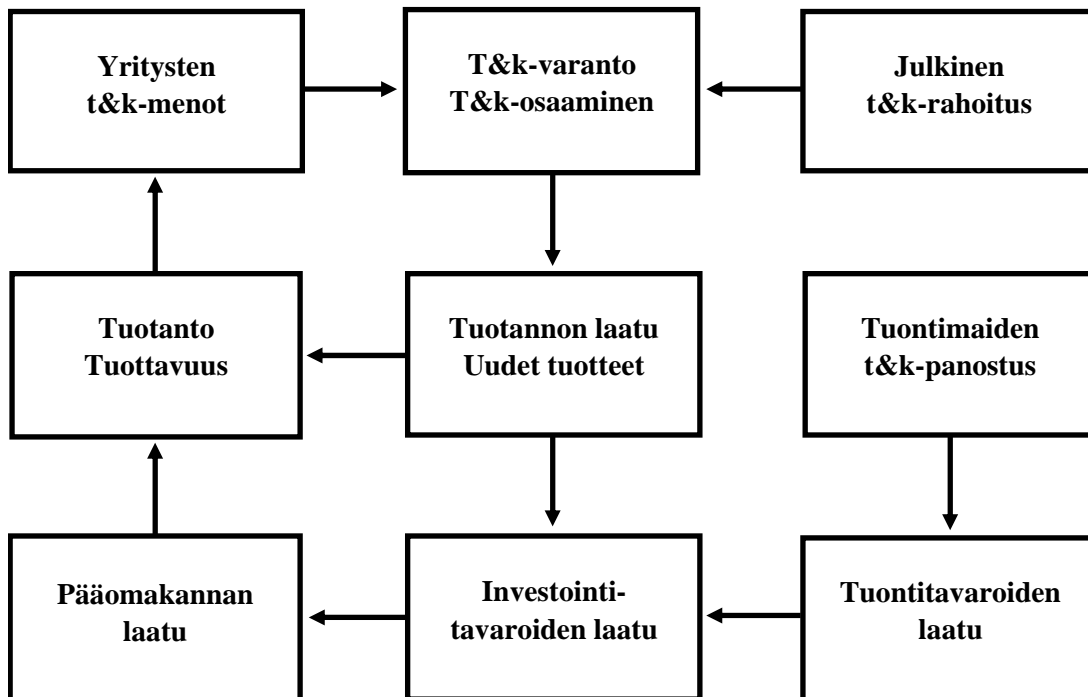 Yritysten
t&k-menot
T&k-varanto
T&k-osaaminen
Julkinen
t&k-rahoitus
Tuotanto
Tuottavuus
Tuotannon laatu
Uudet tuotteet
Tuontimaiden
t&k-panostus
Pääomakannan
laatu
Investointi-
tavaroiden laatu
Tuontitavaroiden
laatu